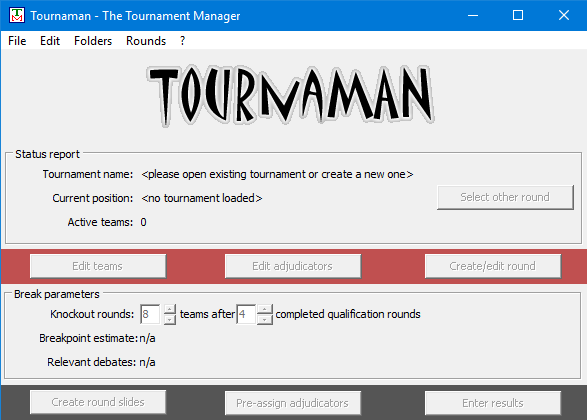 Tournaman - The Tournament Manager
File Edit Folders Rounds ?
TOURNAMAN
Status report
Tournament name: <please open existing tournament or create a new one>
Current position: <no tournament loaded> Select other round
Active teams: 0
Edit teams Edit adjudicators Create/edit round
Break parameters
Knockout rounds: 8 teams after 4 completed qualification rounds
Breakpoint estimate: n/a
Relevant debates: n/a
Create round slides Pre-assign adjudicators Enter results